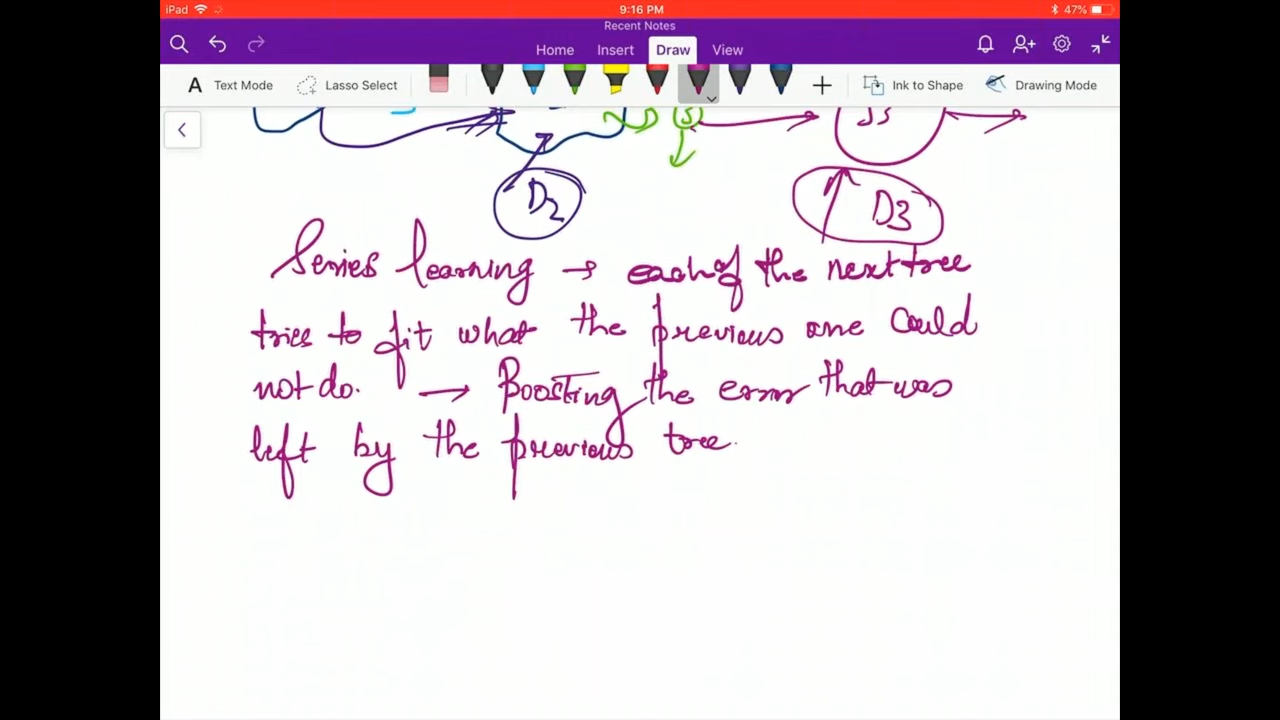 iPad 9:16 PM 47%
Recent Notes
Home Insert Draw View
A Text Mode Lasso Select Ink to Shape Drawing Mode
D2 D3
Series learning → each of the next tree
tries to fit what the previous one could
not do. → Boosting the error that was
left by the previous tree.